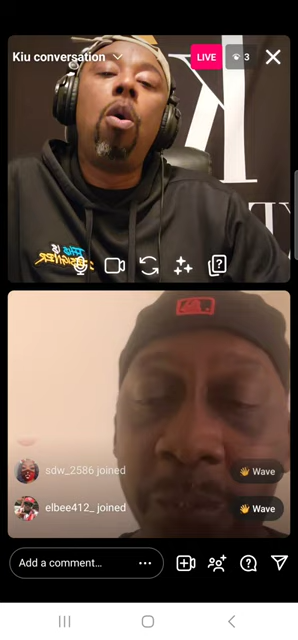 Kiu conversation
LIVE
3
sdw_2586 joined
Wave
elbee412_ joined
Wave
Add a comment...